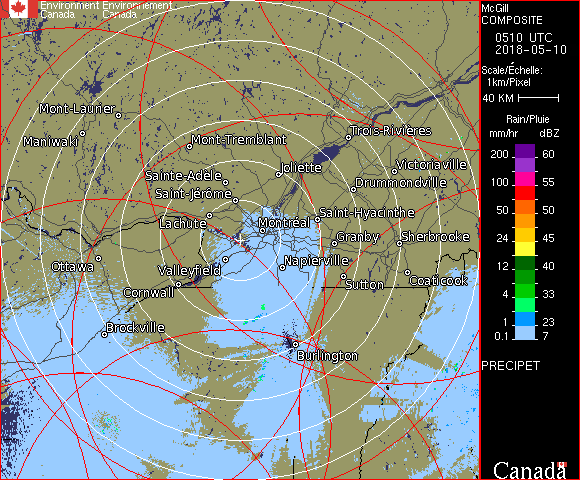 Environment Environnement
Canada Canada
Mont-Laurier
Maniwaki
Mont-Tremblant
Trois-Rivières
Sainte-Adèle
Joliette
Victoriaville
Saint-Jérôme
Drummondville
Lachute
Montréal
Saint-Hyacinthe
Granby
Sherbrooke
Ottawa
Valleyfield
Napierville
Cornwall
Sutton
Coaticook
Brockville
Burlington
McGill
COMPOSITE
0510 UTC
2018-05-10
Scale/Échelle:
1km/Pixel
40 KM
Rain/Pluie
mm/hr dBZ
200 60
100 55
50 50
24 45
12 40
4 33
1 23
0.1 7
PRECIPET
Canada